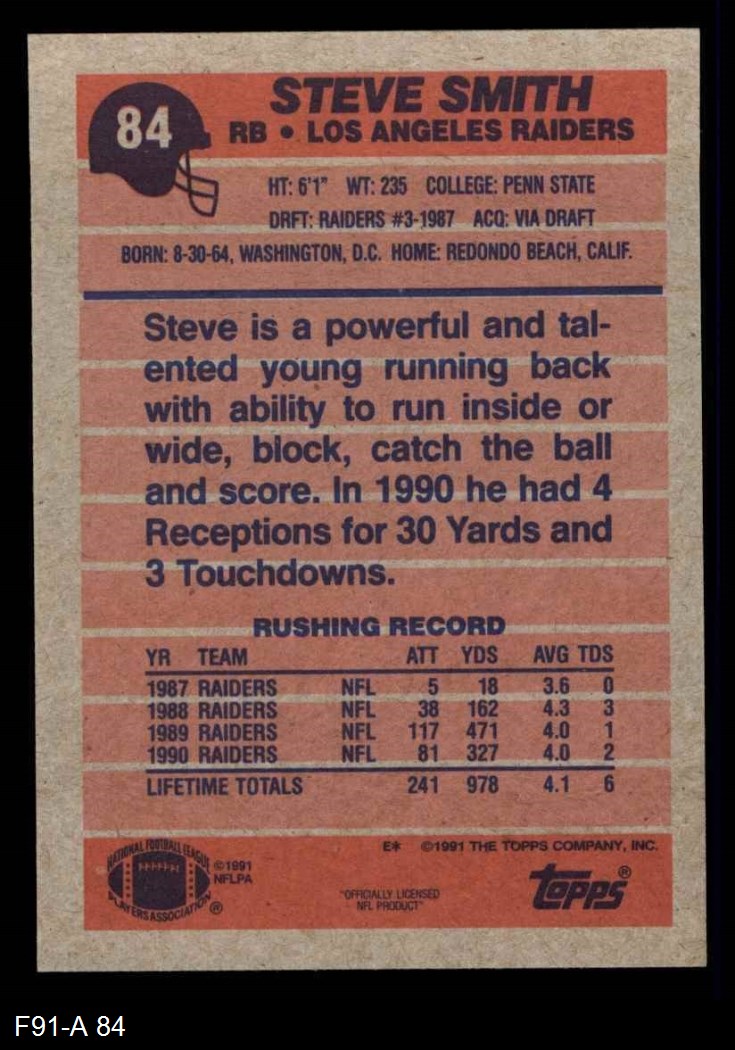 84
STEVE SMITH
RB • LOS ANGELES RAIDERS
HT: 6'1" WT: 235 COLLEGE: PENN STATE
DRFT: RAIDERS #3-1987 ACQ: VIA DRAFT
BORN: 8-30-64, WASHINGTON, D.C. HOME: REDONDO BEACH, CALIF.
Steve is a powerful and tal-
ented young running back
with ability to run inside or
wide, block, catch the ball
and score. In 1990 he had 4
Receptions for 30 Yards and
3 Touchdowns.
RUSHING RECORD
YR TEAM ATT YDS AVG TDS
1987 RAIDERS NFL 5 18 3.6 0
1988 RAIDERS NFL 38 162 4.3 3
1989 RAIDERS NFL 117 471 4.0 1
1990 RAIDERS NFL 81 327 4.0 2
LIFETIME TOTALS 241 978 4.1 6
E* ©1991 THE TOPPS COMPANY, INC.
NATIONAL FOOTBALL LEAGUE
PLAYERS ASSOCIATION ®
©1991
NFLPA
"OFFICIALLY LICENSED
NFL PRODUCT"
topps®
F91-A 84